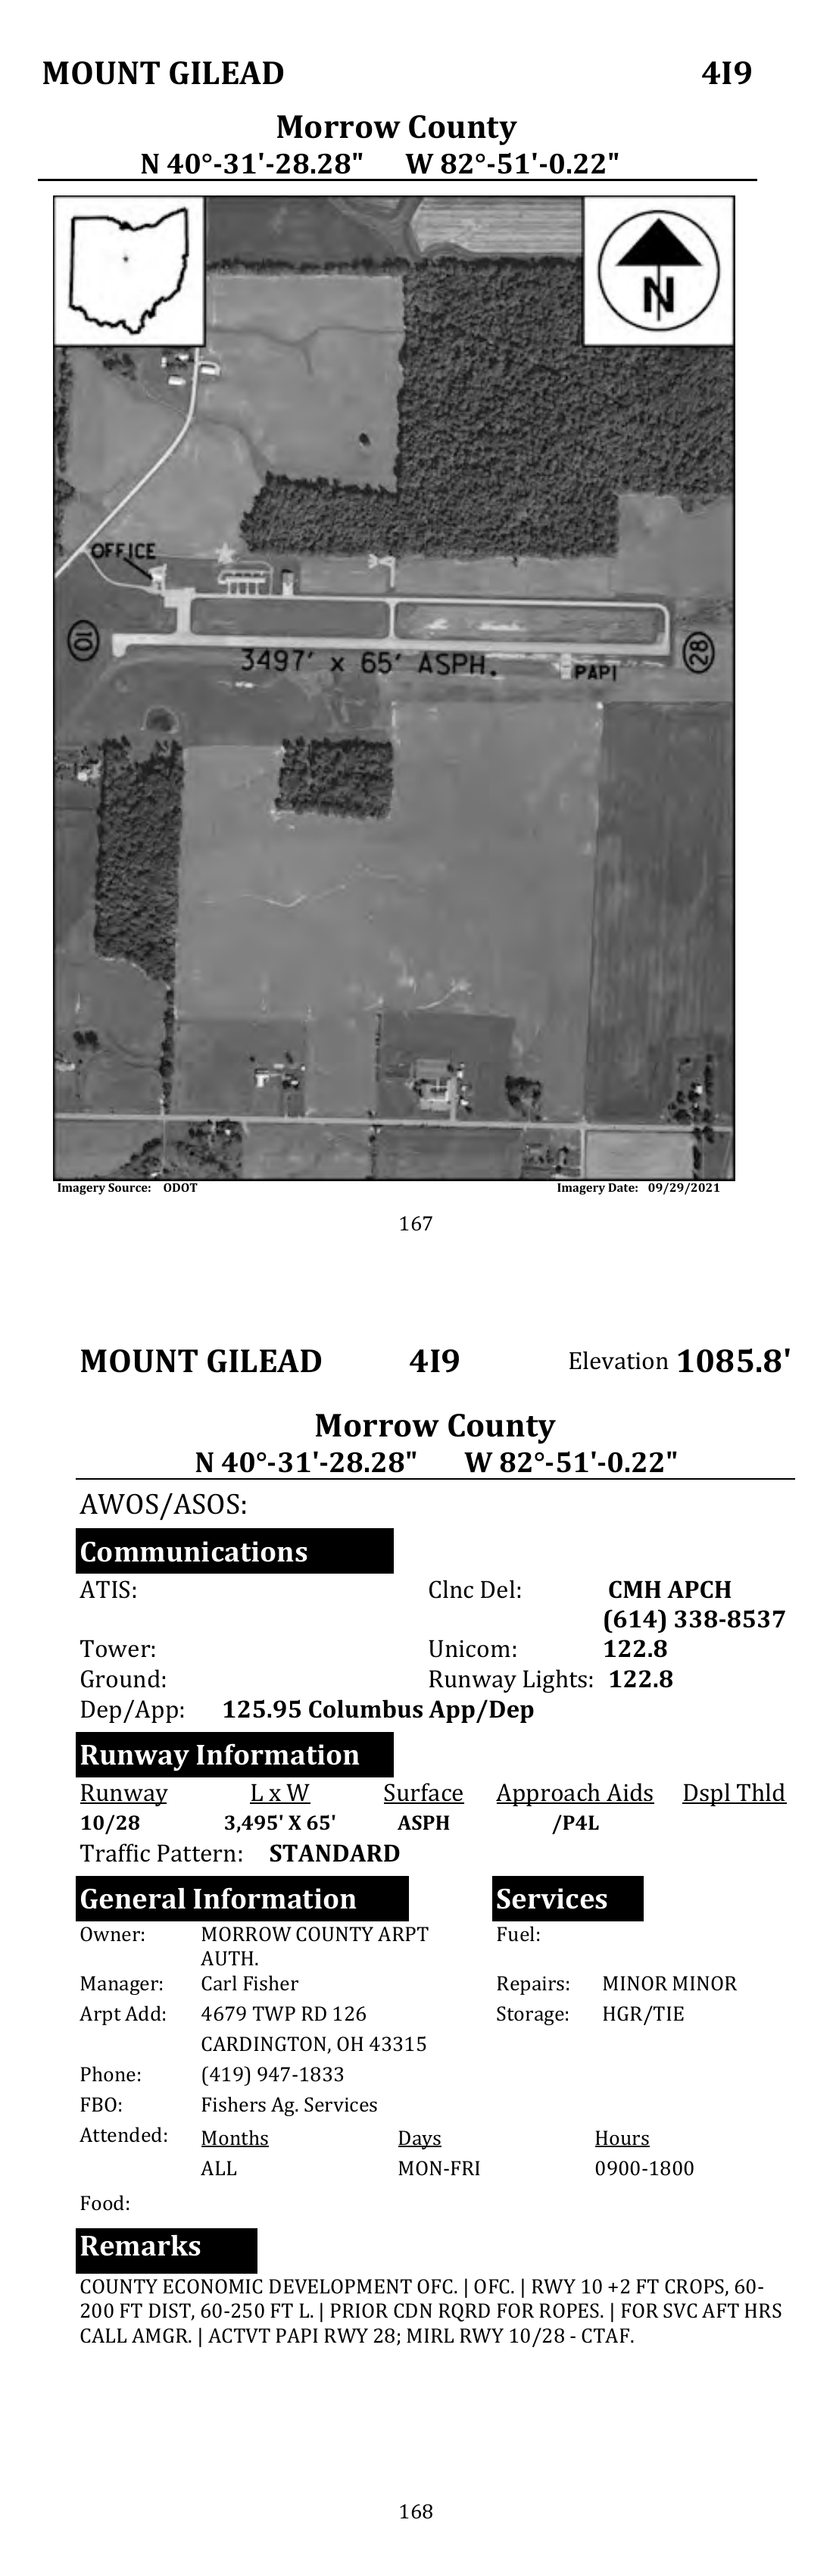 MOUNT GILEAD 4I9
Morrow County
N 40°-31'-28.28" W 82°-51'-0.22"
N
OFFICE
10
28
3497' x 65' ASPH.
PAPI
Imagery Source: ODOT Imagery Date: 09/29/2021
167
MOUNT GILEAD 4I9 Elevation 1085.8'
Morrow County
N 40°-31'-28.28" W 82°-51'-0.22"
AWOS/ASOS:
Communications
ATIS: Clnc Del: CMH APCH
(614) 338-8537
Tower: Unicom: 122.8
Ground: Runway Lights: 122.8
Dep/App: 125.95 Columbus App/Dep
Runway Information
Runway L x W Surface Approach Aids Dspl Thld
10/28 3,495' X 65' ASPH /P4L
Traffic Pattern: STANDARD
General Information Services
Owner: MORROW COUNTY ARPT Fuel:
AUTH.
Manager: Carl Fisher Repairs: MINOR MINOR
Arpt Add: 4679 TWP RD 126 Storage: HGR/TIE
CARDINGTON, OH 43315
Phone: (419) 947-1833
FBO: Fishers Ag. Services
Attended: Months Days Hours
ALL MON-FRI 0900-1800
Food:
Remarks
COUNTY ECONOMIC DEVELOPMENT OFC. | OFC. | RWY 10 +2 FT CROPS, 60-
200 FT DIST, 60-250 FT L. | PRIOR CDN RQRD FOR ROPES. | FOR SVC AFT HRS
CALL AMGR. | ACTVT PAPI RWY 28; MIRL RWY 10/28 - CTAF.
168